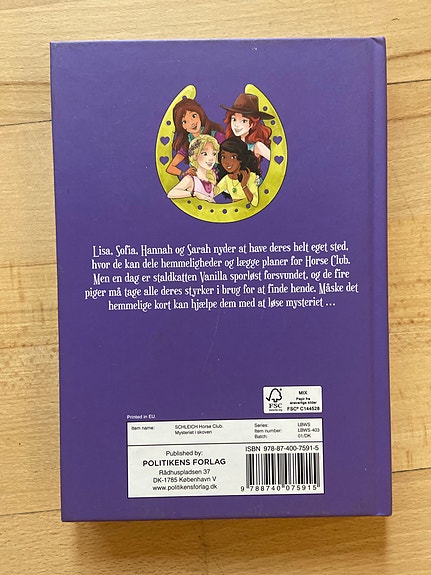 Lisa, Sofia, Hannah og Sarah nyder at have deres helt eget sted,
hvor de kan dele hemmeligheder og lægge planer for Horse Club.
Men en dag er staldkatten Vanilla sporløst forsvundet, og de fire
piger må tage alle deres styrker i brug for at finde hende. Måske det
hemmelige kort kan hjælpe dem med at løse mysteriet ...
FSC
www.fsc.org
MIX
Papir fra
ansvarlige kilder
FSC® C144528
Printed in EU.
Item name: SCHLEICH Horse Club. Series: LBWS
Mysteriet i skoven Item number: LBWS-403
Batch: 01/DK
Published by:
POLITIKENS FORLAG
Rådhuspladsen 37
DK-1785 København V
www.politikensforlag.dk
ISBN 978-87-400-7591-5
9 788740 075915